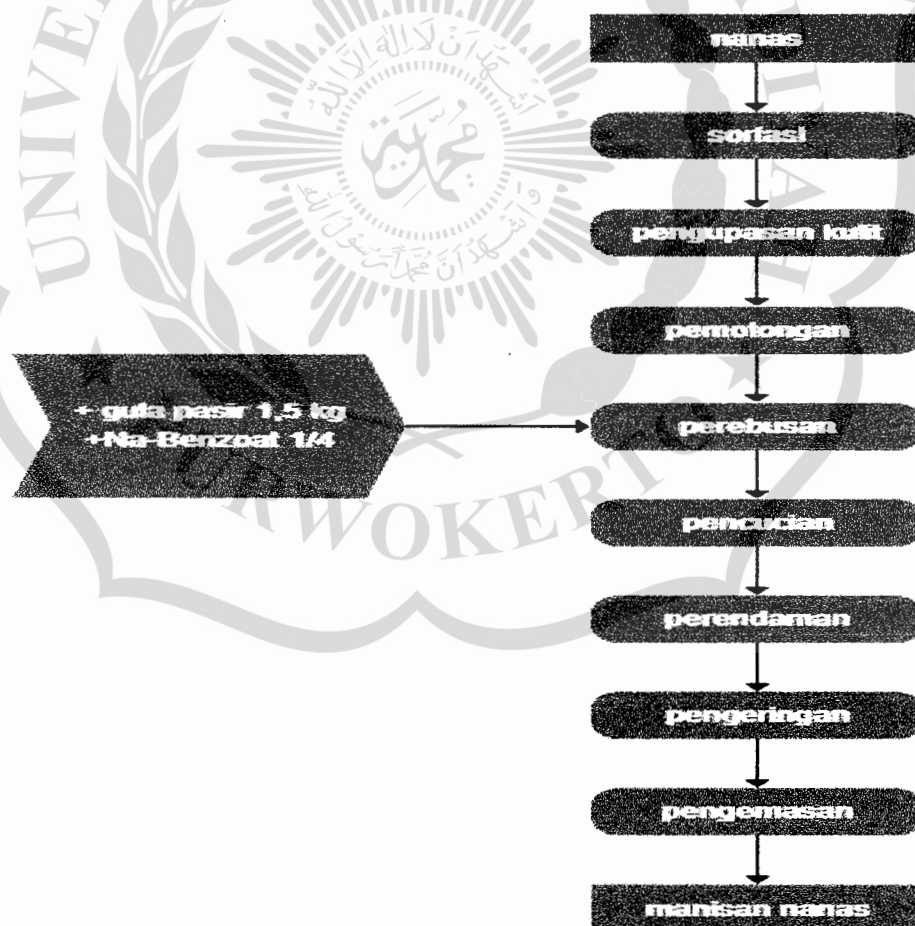 nanas
sortasi
pengupasan kulit
pemotongan
+ gula pasir 1,5 kg
+Na-Benzoat 1/4
perebusan
pencucian
perendaman
pengeringan
pengemasan
manisan nanas